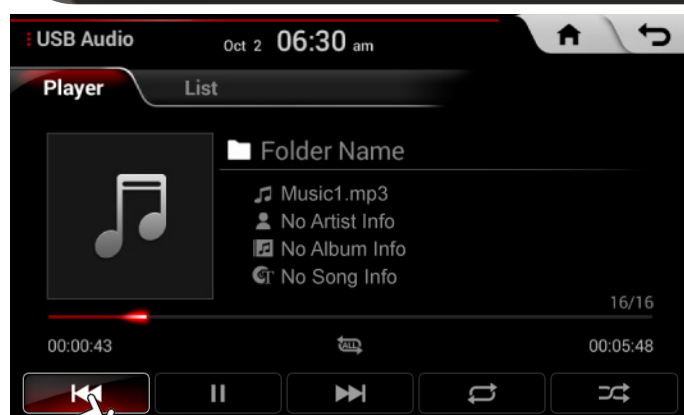 USB Audio Oct 2 06:30 am
Player List
Folder Name
Music1.mp3
No Artist Info
No Album Info
No Song Info
16/16
00:00:43 ALL 00:05:48